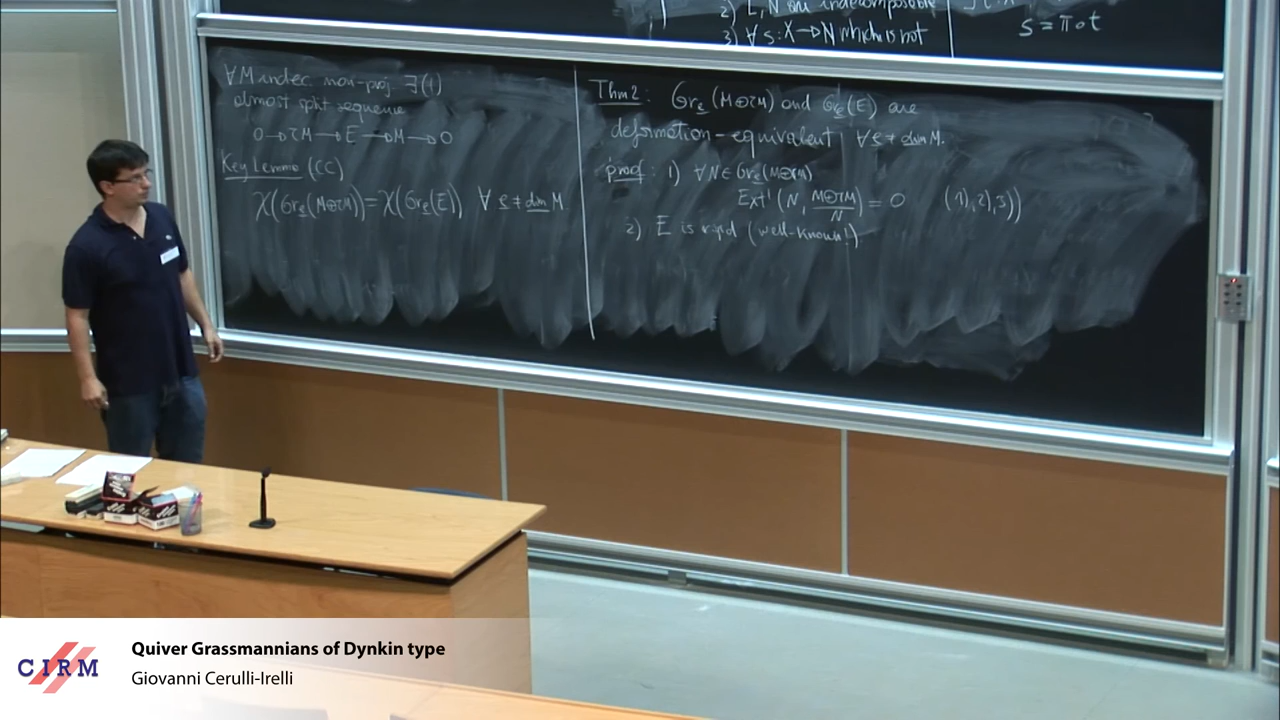 2) L, N are indecomposable
3) ∀ s: X → N which is not
s = π ∘ t
∀ M indec. non-proj. ∃ (!)
almost split sequence
0 → τM → E → M → 0
Key Lemma (CC)
χ(Gr_e(M⊕τM)) = χ(Gr_e(E)) ∀ e ≠ dim M
Thm 2: Gr_e(M⊕τM) and Gr_e(E) are
deformation-equivalent ∀ e ≠ dim M.
proof: 1) ∀ N ∈ Gr_e(M⊕τM)
Ext¹(N, M⊕τM/N) = 0 (1),2),3))
2) E is rigid (well-known!)
CIRM
Quiver Grassmannians of Dynkin type
Giovanni Cerulli-Irelli